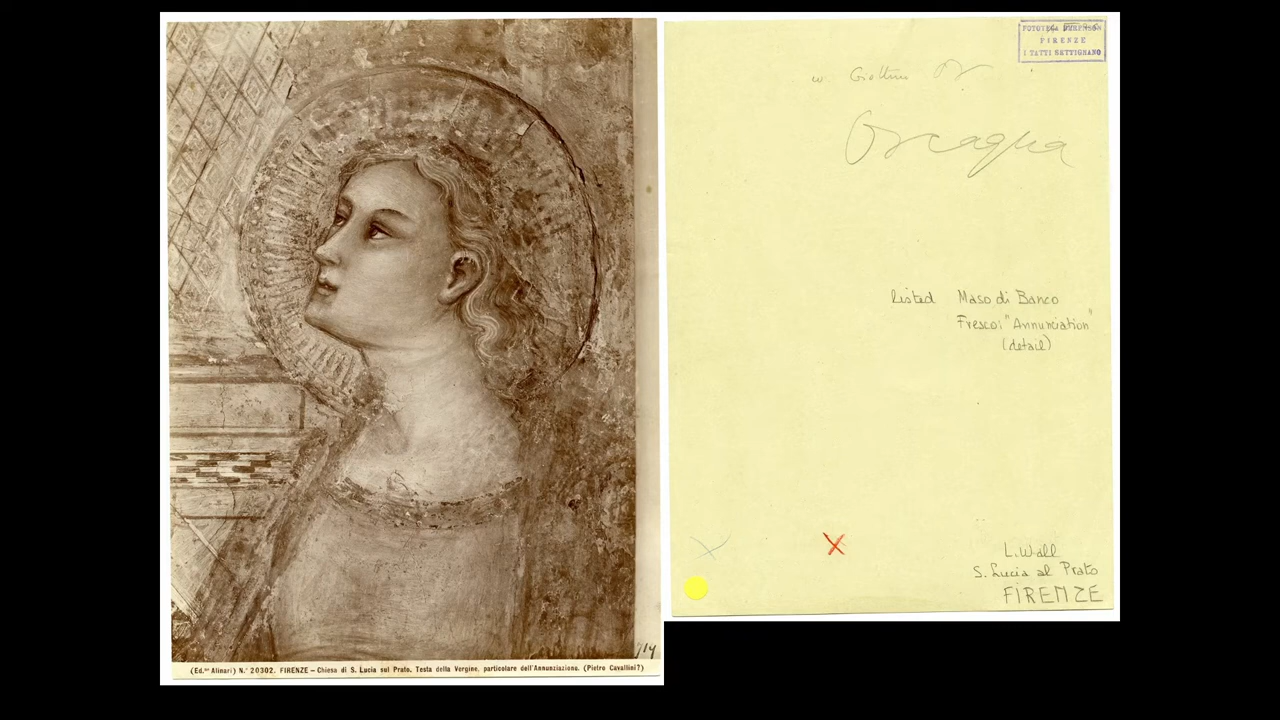 714
(Ed.ⁿᵉ Alinari) N.° 20302. FIRENZE – Chiesa di S. Lucia sul Prato. Testa della Vergine, particolare dell'Annunziazione. (Pietro Cavallini?)
FOTOTECA BERENSON
FIRENZE
I TATTI SETTIGNANO
Giottino
Orcagna
Listed Maso di Banco
Fresco: "Annunciation"
(detail)
L. Wall
S. Lucia al Prato
FIRENZE